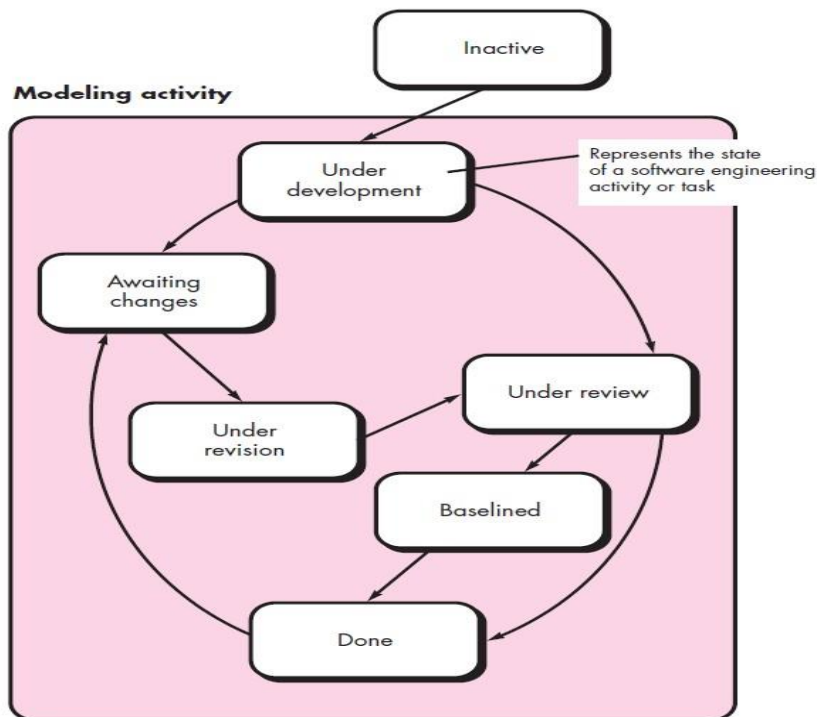 Inactive
Modeling activity
Under
development
Represents the state
of a software engineering
activity or task
Awaiting
changes
Under review
Under
revision
Baselined
Done